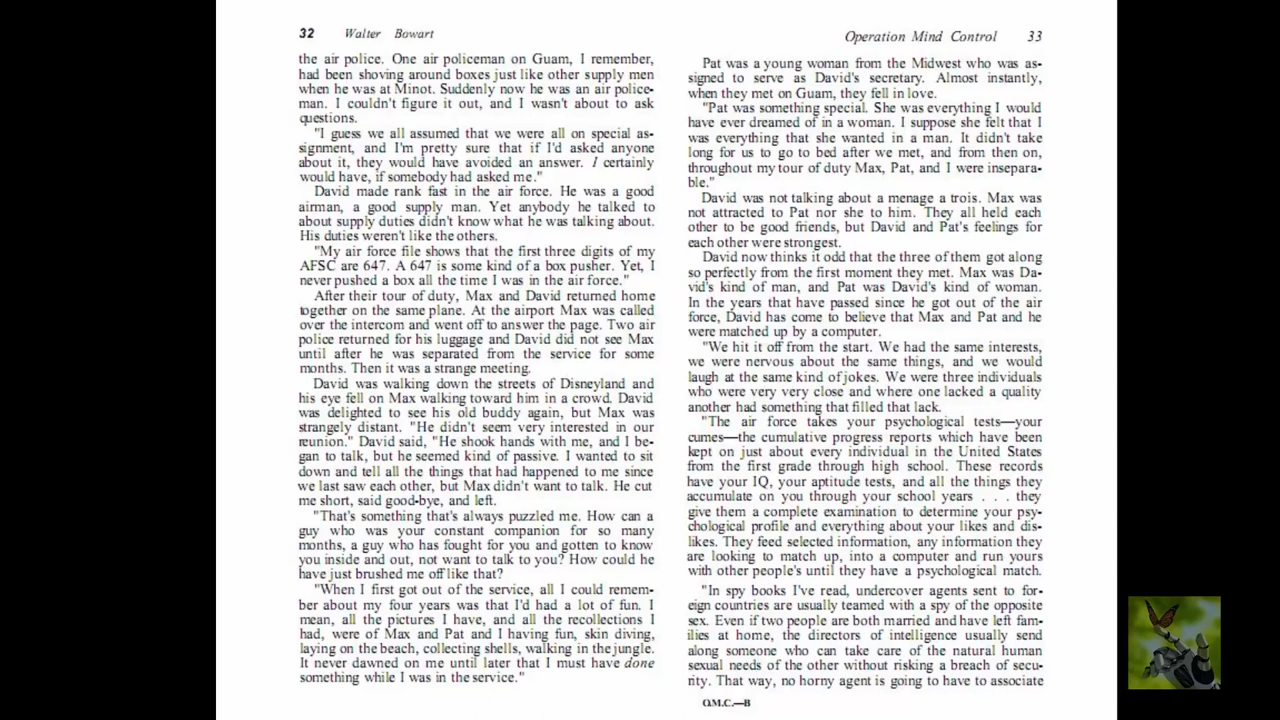 32 Walter Bowart
the air police. One air policeman on Guam, I remember,
had been shoving around boxes just like other supply men
when he was at Minot. Suddenly now he was an air police-
man. I couldn't figure it out, and I wasn't about to ask
questions.
"I guess we all assumed that we were all on special as-
signment, and I'm pretty sure that if I'd asked anyone
about it, they would have avoided an answer. I certainly
would have, if somebody had asked me."
David made rank fast in the air force. He was a good
airman, a good supply man. Yet anybody he talked to
about supply duties didn't know what he was talking about.
His duties weren't like the others.
"My air force file shows that the first three digits of my
AFSC are 647. A 647 is some kind of a box pusher. Yet, I
never pushed a box all the time I was in the air force."
After their tour of duty, Max and David returned home
together on the same plane. At the airport Max was called
over the intercom and went off to answer the page. Two air
police returned for his luggage and David did not see Max
until after he was separated from the service for some
months. Then it was a strange meeting.
David was walking down the streets of Disneyland and
his eye fell on Max walking toward him in a crowd. David
was delighted to see his old buddy again, but Max was
strangely distant. "He didn't seem very interested in our
reunion." David said, "He shook hands with me, and I be-
gan to talk, but he seemed kind of passive. I wanted to sit
down and tell all the things that had happened to me since
we last saw each other, but Max didn't want to talk. He cut
me short, said good-bye, and left.
"That's something that's always puzzled me. How can a
guy who was your constant companion for so many
months, a guy who has fought for you and gotten to know
you inside and out, not want to talk to you? How could he
have just brushed me off like that?
"When I first got out of the service, all I could remem-
ber about my four years was that I'd had a lot of fun. I
mean, all the pictures I have, and all the recollections I
had, were of Max and Pat and I having fun, skin diving,
laying on the beach, collecting shells, walking in the jungle.
It never dawned on me until later that I must have done
something while I was in the service."
Operation Mind Control 33
Pat was a young woman from the Midwest who was as-
signed to serve as David's secretary. Almost instantly,
when they met on Guam, they fell in love.
"Pat was something special. She was everything I would
have ever dreamed of in a woman. I suppose she felt that I
was everything that she wanted in a man. It didn't take
long for us to go to bed after we met, and from then on,
throughout my tour of duty Max, Pat, and I were insepara-
ble."
David was not talking about a menage a trois. Max was
not attracted to Pat nor she to him. They all held each
other to be good friends, but David and Pat's feelings for
each other were strongest.
David now thinks it odd that the three of them got along
so perfectly from the first moment they met. Max was Da-
vid's kind of man, and Pat was David's kind of woman.
In the years that have passed since he got out of the air
force, David has come to believe that Max and Pat and he
were matched up by a computer.
"We hit it off from the start. We had the same interests,
we were nervous about the same things, and we would
laugh at the same kind of jokes. We were three individuals
who were very very close and where one lacked a quality
another had something that filled that lack.
"The air force takes your psychological tests—your
cumes—the cumulative progress reports which have been
kept on just about every individual in the United States
from the first grade through high school. These records
have your IQ, your aptitude tests, and all the things they
accumulate on you through your school years . . . they
give them a complete examination to determine your psy-
chological profile and everything about your likes and dis-
likes. They feed selected information, any information they
are looking to match up, into a computer and run yours
with other people's until they have a psychological match.
"In spy books I've read, undercover agents sent to for-
eign countries are usually teamed with a spy of the opposite
sex. Even if two people are both married and have left fam-
ilies at home, the directors of intelligence usually send
along someone who can take care of the natural human
sexual needs of the other without risking a breach of secu-
rity. That way, no horny agent is going to have to associate
O.M.C.—B